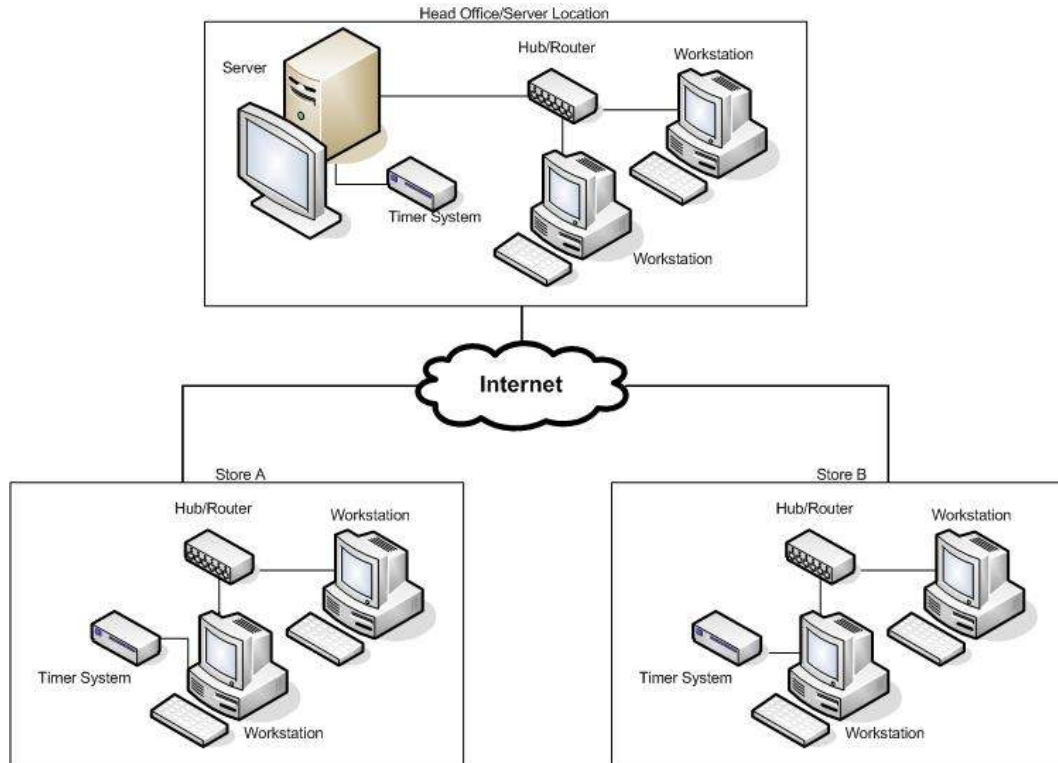 Head Office/Server Location
Hub/Router
Workstation
Server
Timer System
Workstation
Internet
Store A
Hub/Router
Workstation
Timer System
Workstation
Store B
Hub/Router
Workstation
Timer System
Workstation